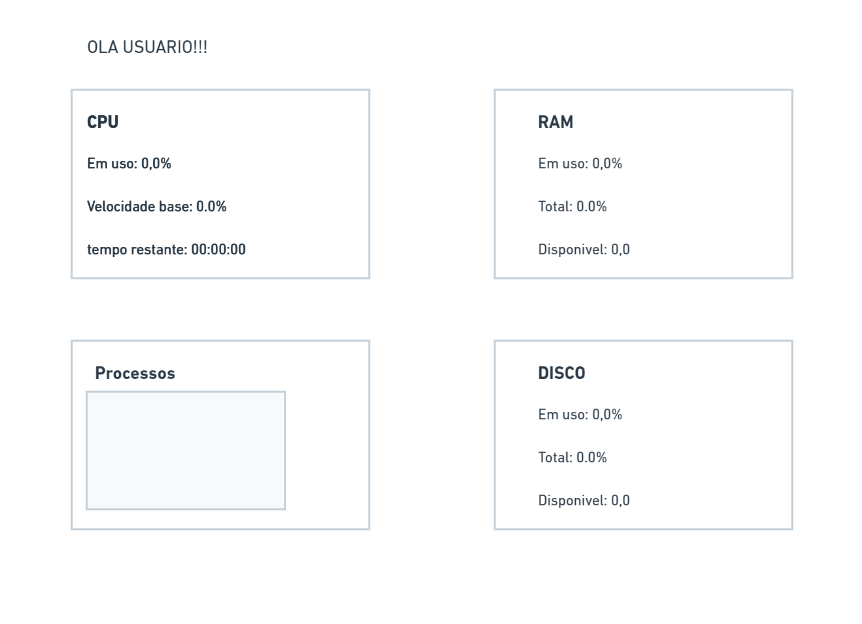 OLA USUARIO!!!
CPU
Em uso: 0,0%
Velocidade base: 0.0%
tempo restante: 00:00:00
RAM
Em uso: 0,0%
Total: 0.0%
Disponivel: 0,0
Processos
DISCO
Em uso: 0,0%
Total: 0.0%
Disponivel: 0,0